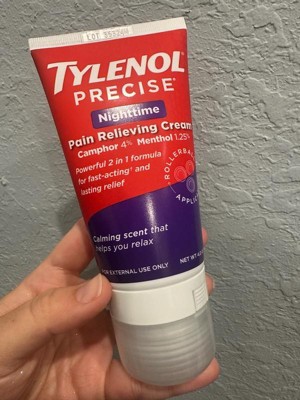 TYLENOL
PRECISE
Nighttime
Pain Relieving Cream
Camphor 4% Menthol 1.25%
Powerful 2 in 1 formula
for fast-acting and
lasting relief
ROLLERBALL
Calming scent that
helps you relax
FOR EXTERNAL USE ONLY
NET